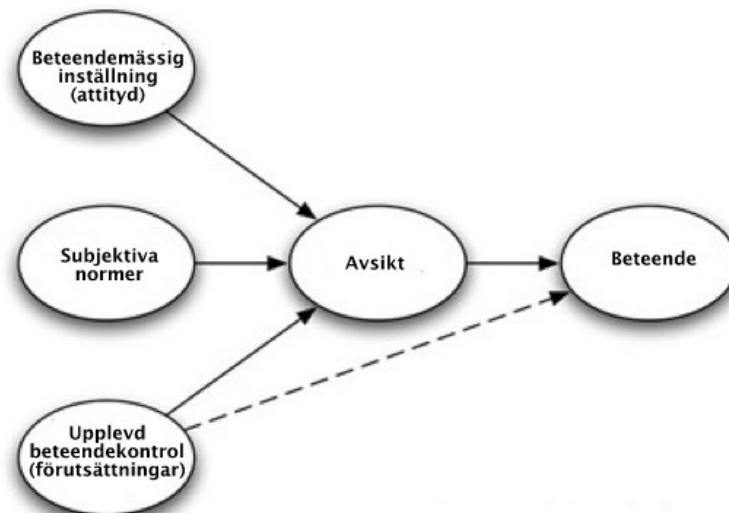 Beteendemässig
inställning
(attityd)
Subjektiva
normer
Avsikt
Beteende
Upplevd
beteendekontrol
(förutsättningar)